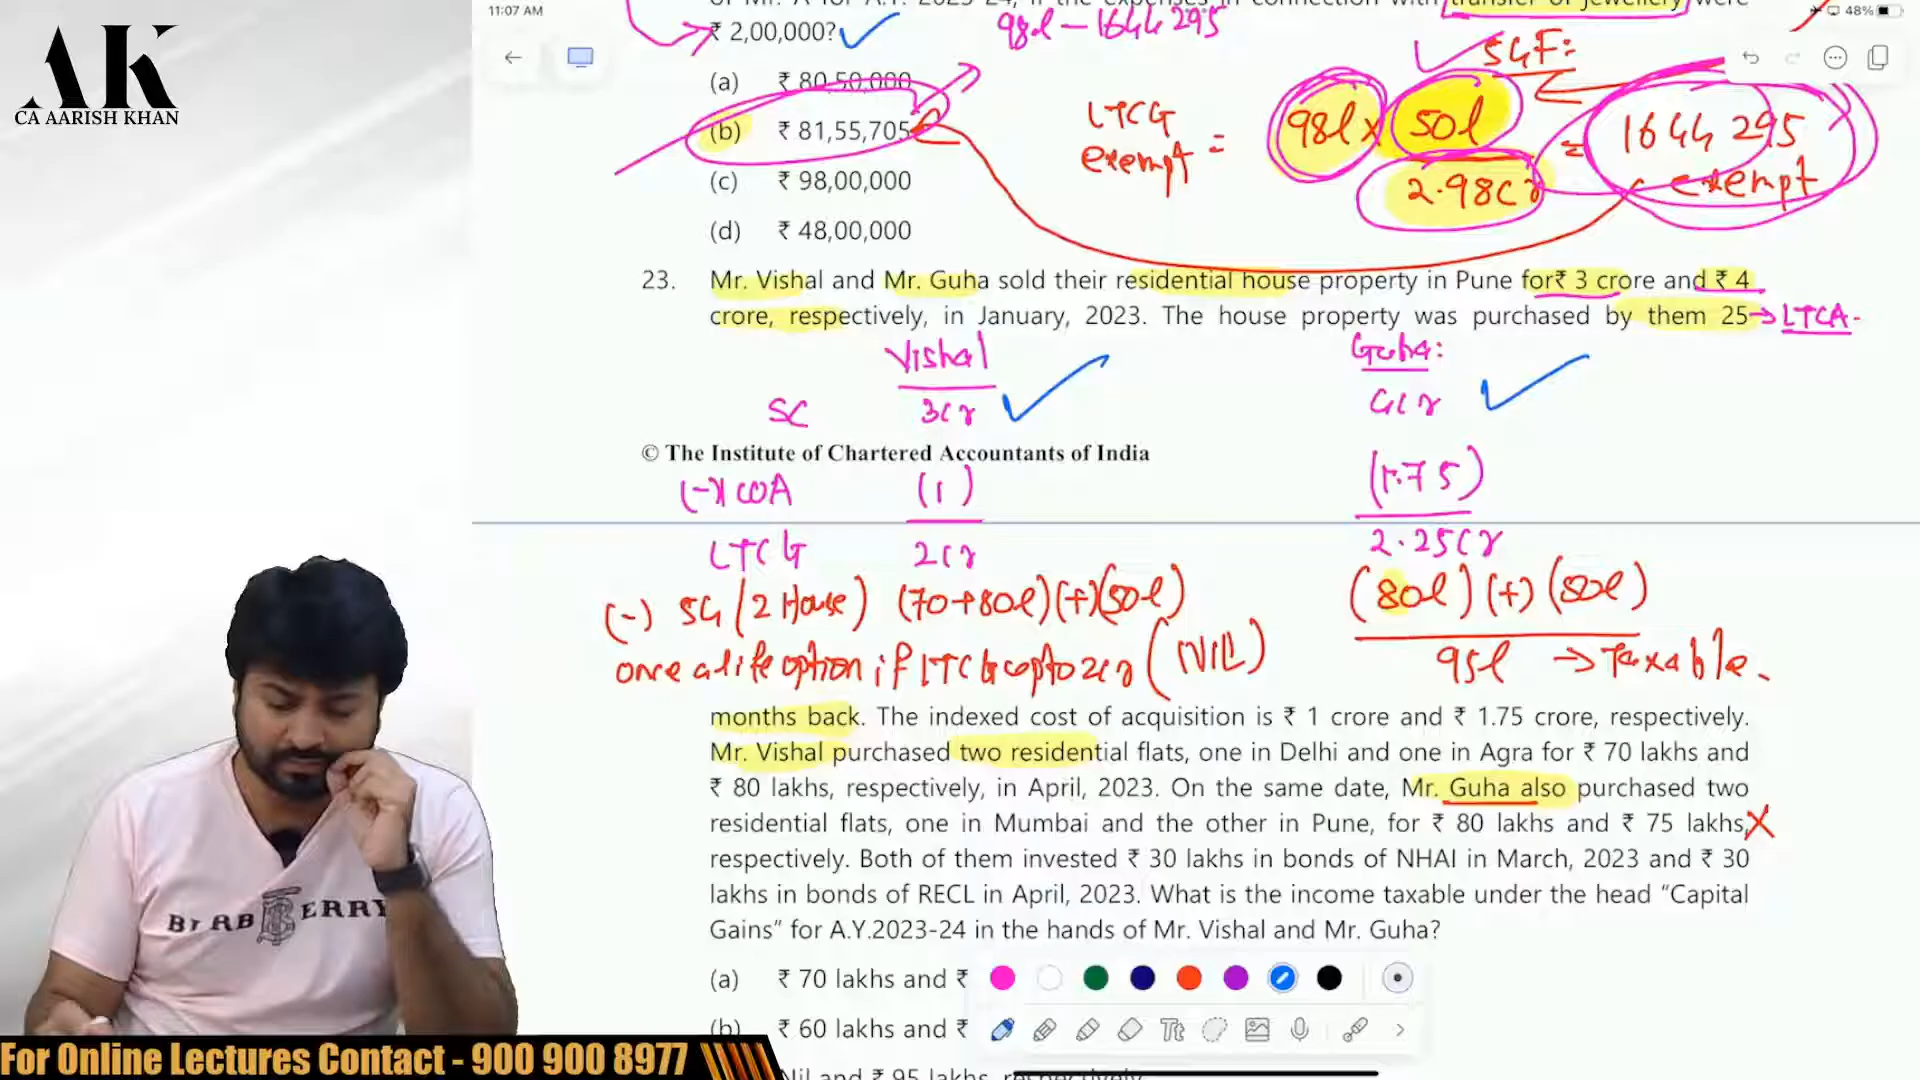 11:07 AM
48%
AK
CA AARISH KHAN
₹ 2,00,000?
98l – 1644295
54F:
(a) ₹ 80,50,000
(b) ₹ 81,55,705
(c) ₹ 98,00,000
(d) ₹ 48,00,000
LTCG exempt = 98l x 50l / 2.98cr = 1644295 exempt
23. Mr. Vishal and Mr. Guha sold their residential house property in Pune for₹ 3 crore and ₹ 4
crore, respectively, in January, 2023. The house property was purchased by them 25 → LTCA.
Vishal Guha:
SC 3cr 4cr
© The Institute of Chartered Accountants of India
(-) COA (1) (1.75)
LTCG 2cr 2.25cr
(-) 54 (2 House) (70+80l)(+)(50l) (80l)(+)(50l)
once a life option if LTCG upto 2cr (NIL) 95l → Taxable.
months back. The indexed cost of acquisition is ₹ 1 crore and ₹ 1.75 crore, respectively.
Mr. Vishal purchased two residential flats, one in Delhi and one in Agra for ₹ 70 lakhs and
₹ 80 lakhs, respectively, in April, 2023. On the same date, Mr. Guha also purchased two
residential flats, one in Mumbai and the other in Pune, for ₹ 80 lakhs and ₹ 75 lakhs,
respectively. Both of them invested ₹ 30 lakhs in bonds of NHAI in March, 2023 and ₹ 30
lakhs in bonds of RECL in April, 2023. What is the income taxable under the head “Capital
Gains” for A.Y.2023-24 in the hands of Mr. Vishal and Mr. Guha?
(a) ₹ 70 lakhs and ₹
(b) ₹ 60 lakhs and ₹
Nil and ₹ 95 lakhs, respectively
Tt
BURBERRY
For Online Lectures Contact - 900 900 8977